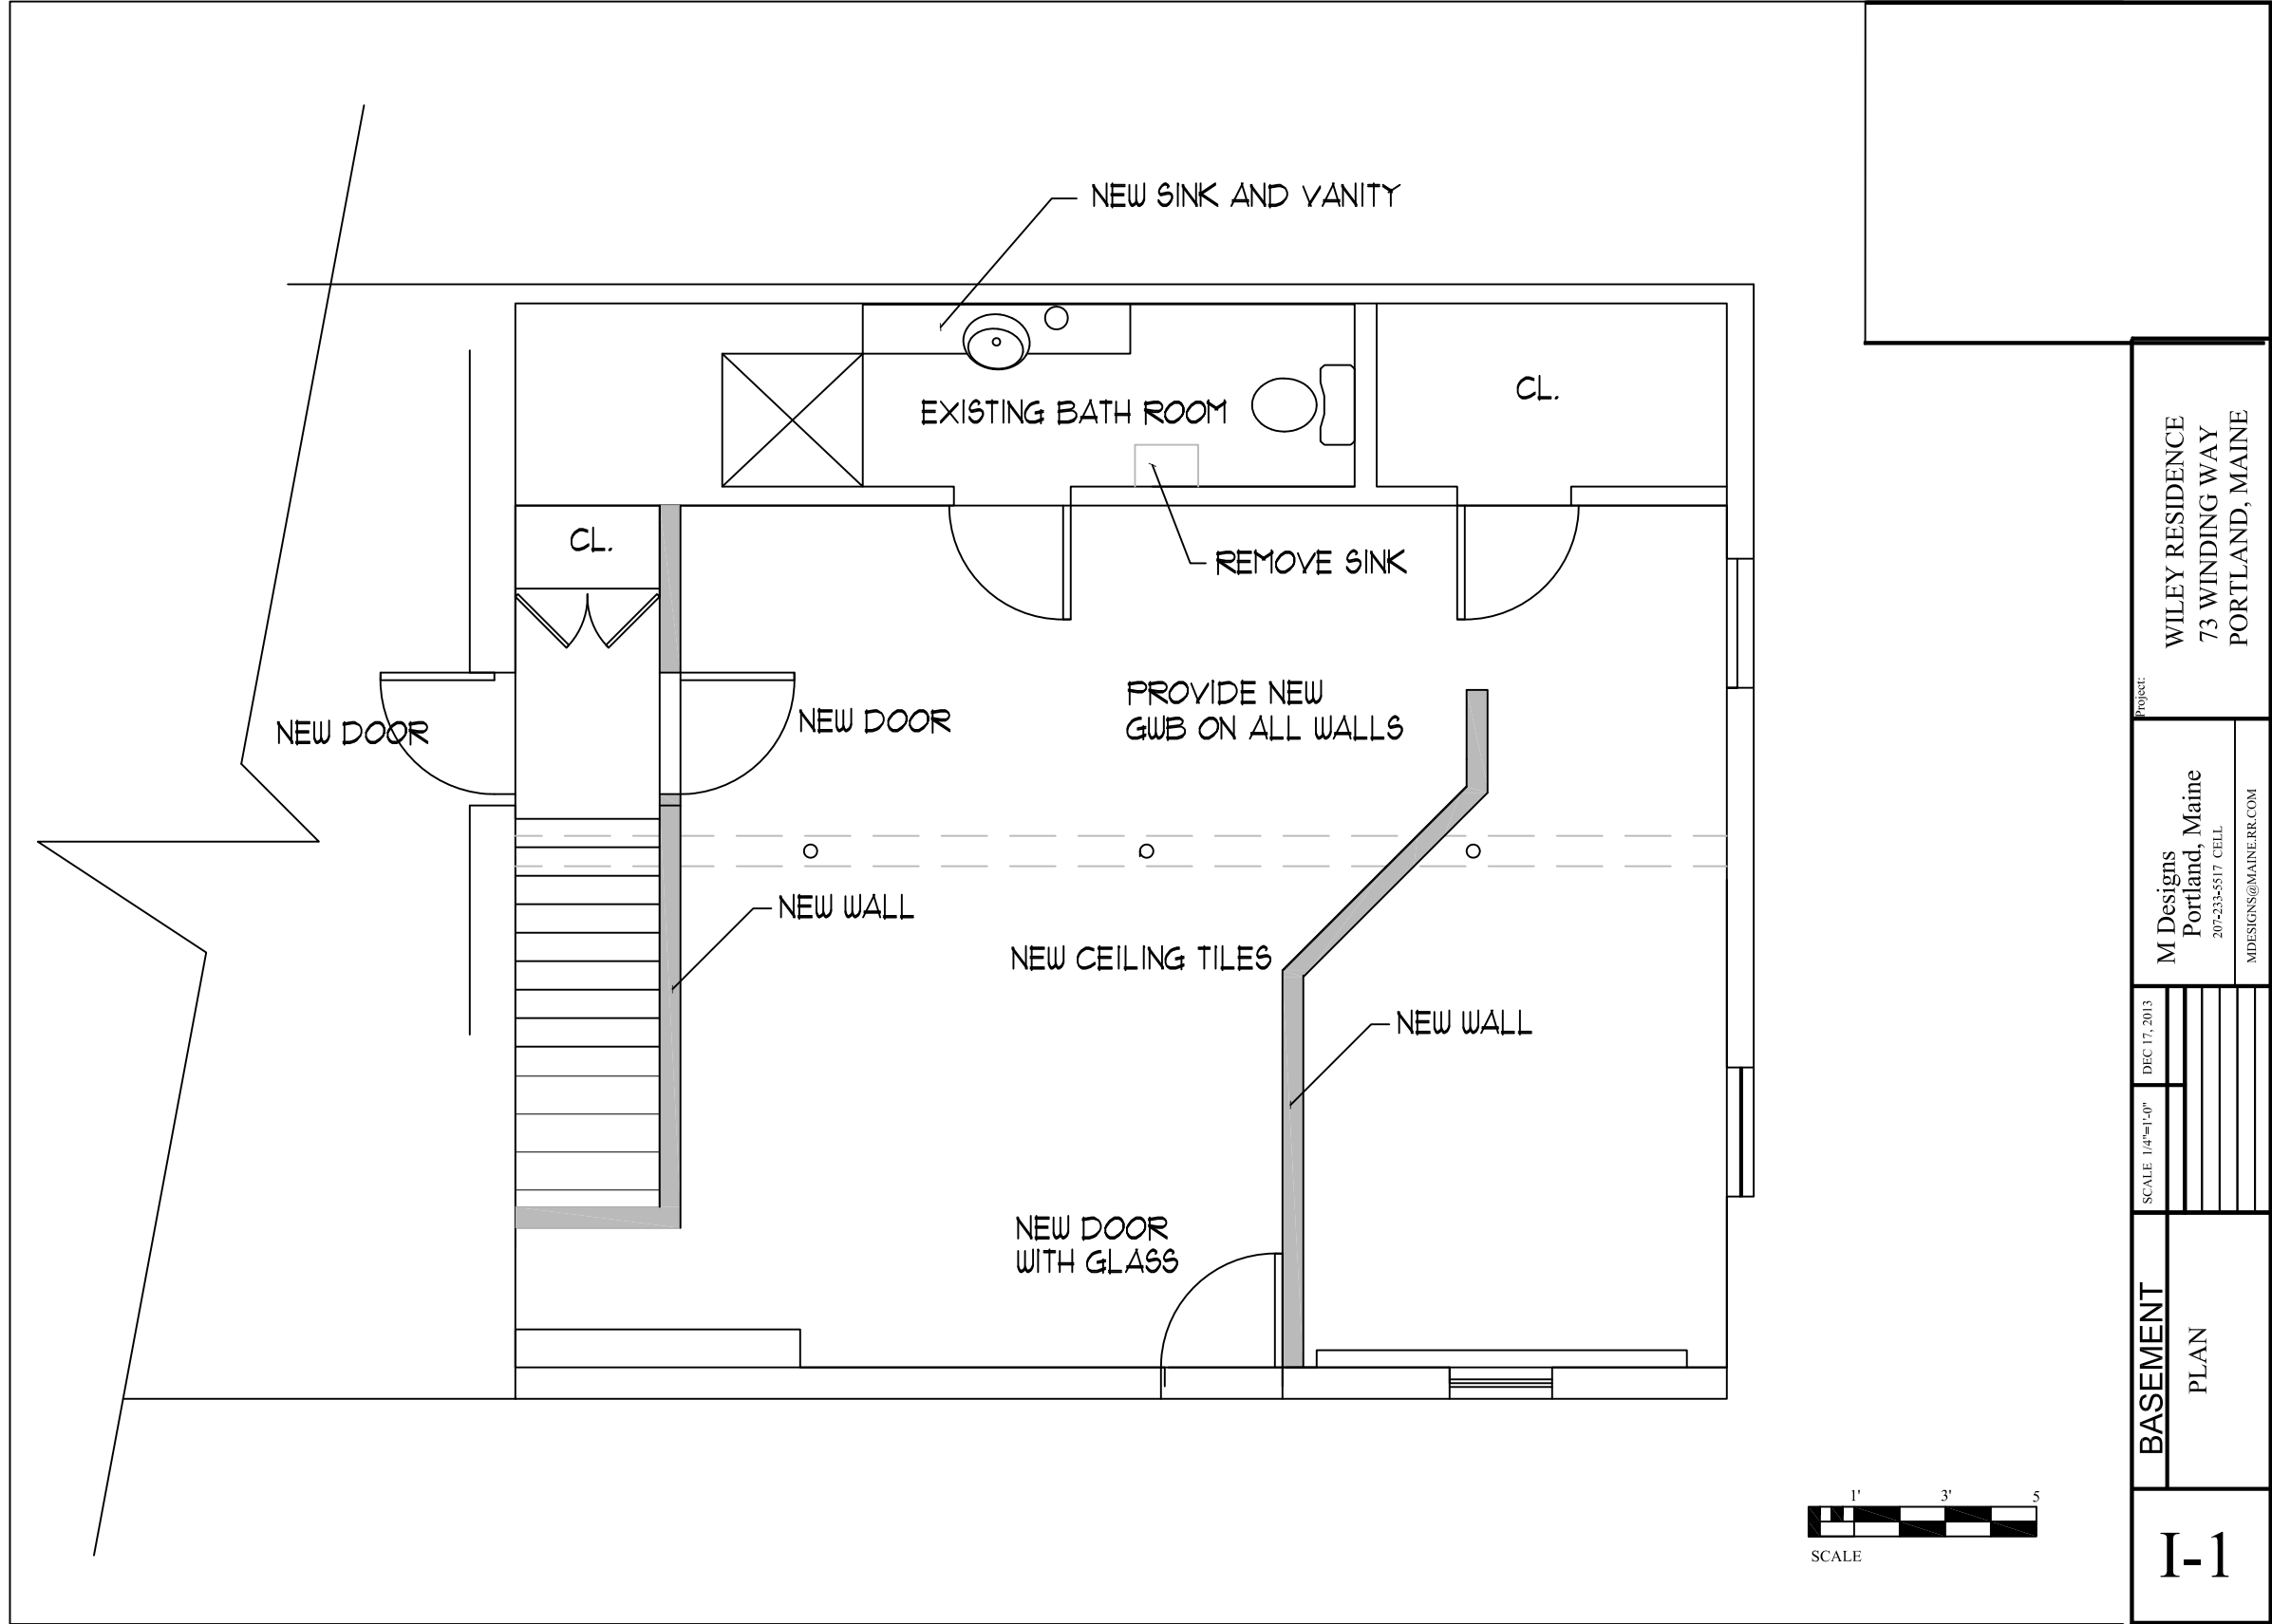 NEW SINK AND VANITY
EXISTING BATH ROOM
CL.
CL.
REMOVE SINK
NEW DOOR
NEW DOOR
PROVIDE NEW
GWB ON ALL WALLS
NEW WALL
NEW CEILING TILES
NEW WALL
NEW DOOR
WITH GLASS
1' 3' 5
SCALE
Project:
WILEY RESIDENCE
73 WINDING WAY
PORTLAND, MAINE
M Designs
Portland, Maine
207-233-5517 CELL
MDESIGNS@MAINE.RR.COM
DEC 17, 2013
SCALE 1/4"=1'-0"
BASEMENT
PLAN
I-1